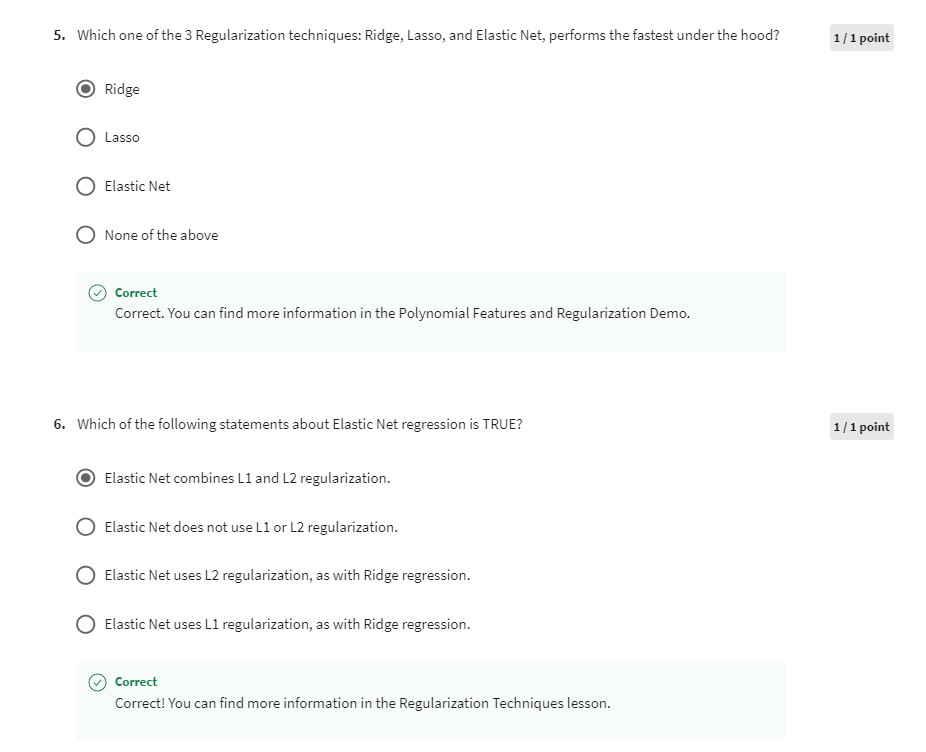 5. Which one of the 3 Regularization techniques: Ridge, Lasso, and Elastic Net, performs the fastest under the hood?
1 / 1 point
Ridge
Lasso
Elastic Net
None of the above
Correct
Correct. You can find more information in the Polynomial Features and Regularization Demo.
6. Which of the following statements about Elastic Net regression is TRUE?
1 / 1 point
Elastic Net combines L1 and L2 regularization.
Elastic Net does not use L1 or L2 regularization.
Elastic Net uses L2 regularization, as with Ridge regression.
Elastic Net uses L1 regularization, as with Ridge regression.
Correct
Correct! You can find more information in the Regularization Techniques lesson.